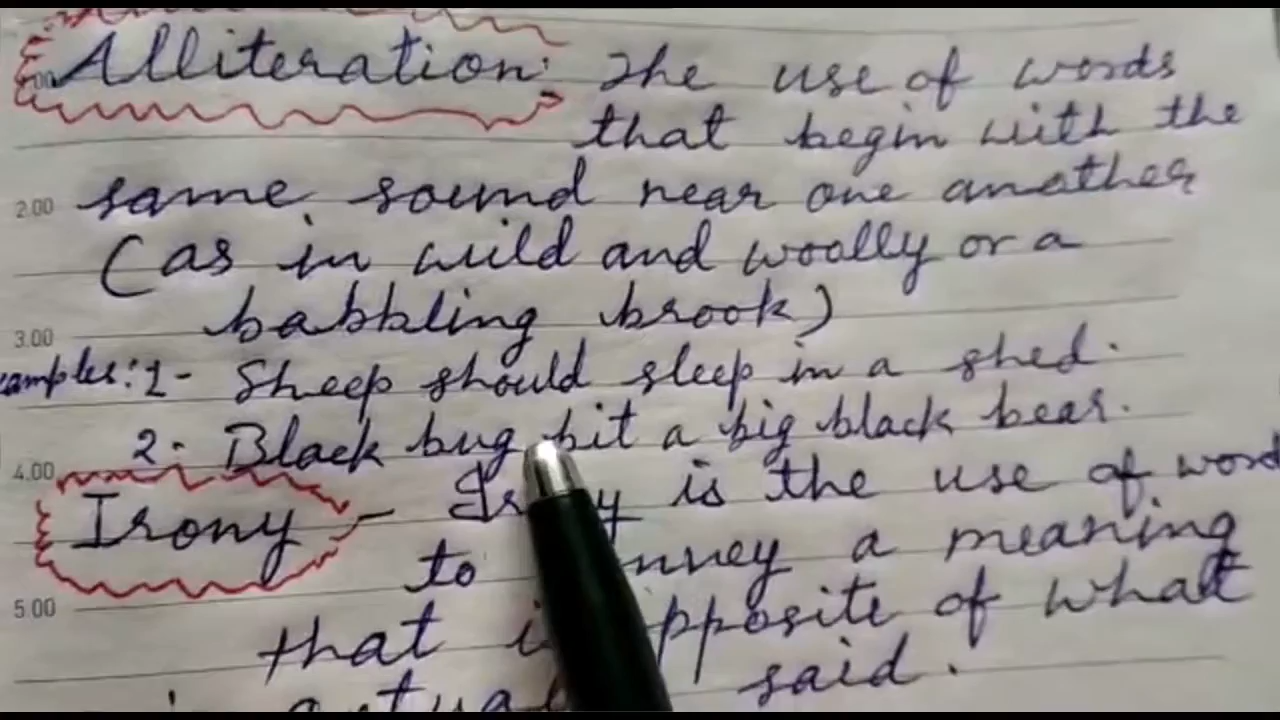 Alliteration: The use of words
that begin with the
2.00 same sound near one another
(as in wild and woolly or a
3.00 babbling brook)
xamples: 1- Sheep should sleep in a shed.
2- Black bug bit a big black bear.
4.00
Irony - is the use of word
to a meaning
5.00 that opposite of what
said.